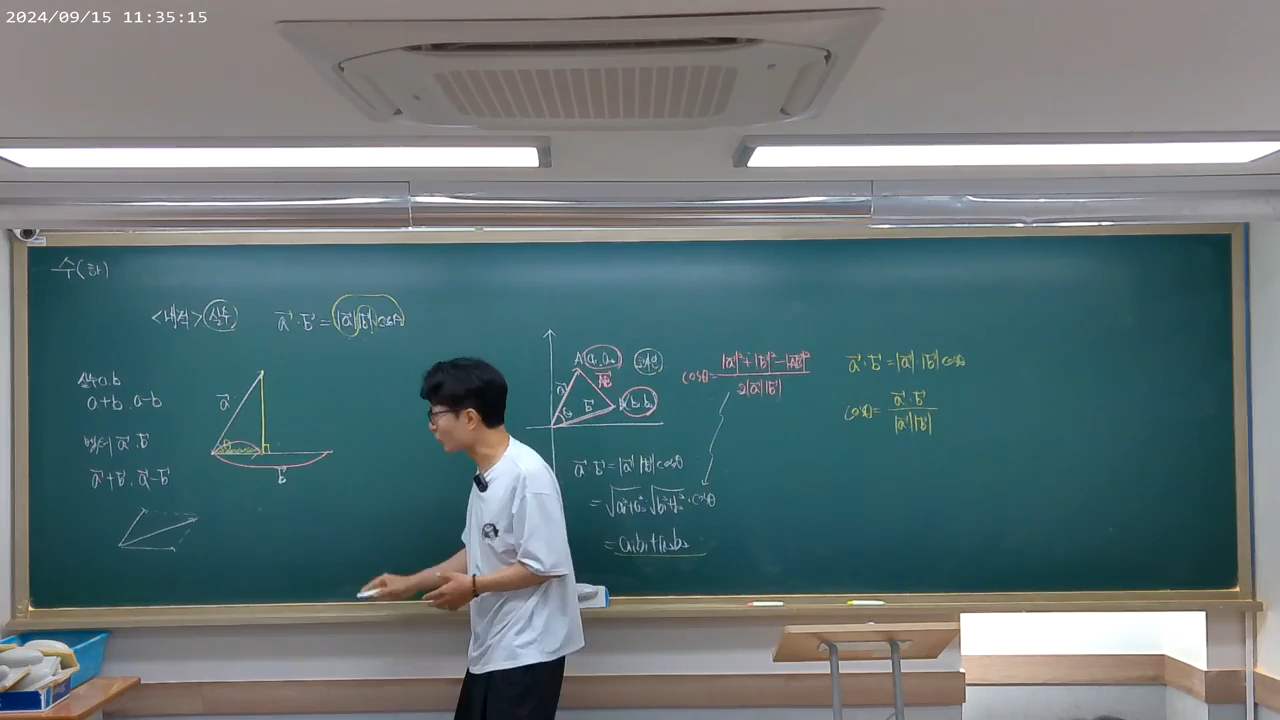 2024/09/15 11:35:15
수(하)
<내적> 실수
a⃗·b⃗ = |a⃗||b⃗|cosθ
실수 a, b
a+b, a-b
벡터 a⃗, b⃗
a⃗+b⃗, a⃗-b⃗
a⃗
b⃗
A(a₁, a₂)
AB
a⃗
b⃗
θ
(b₁, b₂)
cosθ = (|a⃗|²+|b⃗|²-|AB|²)/(2|a⃗||b⃗|)
a⃗·b⃗ = |a⃗||b⃗|cosθ
= √(a₁²+a₂²)·√(b₁²+b₂²)·cosθ
= a₁b₁+a₂b₂
a⃗·b⃗ = |a⃗|·|b⃗|cosθ
cosθ = (a⃗·b⃗)/(|a⃗||b⃗|)